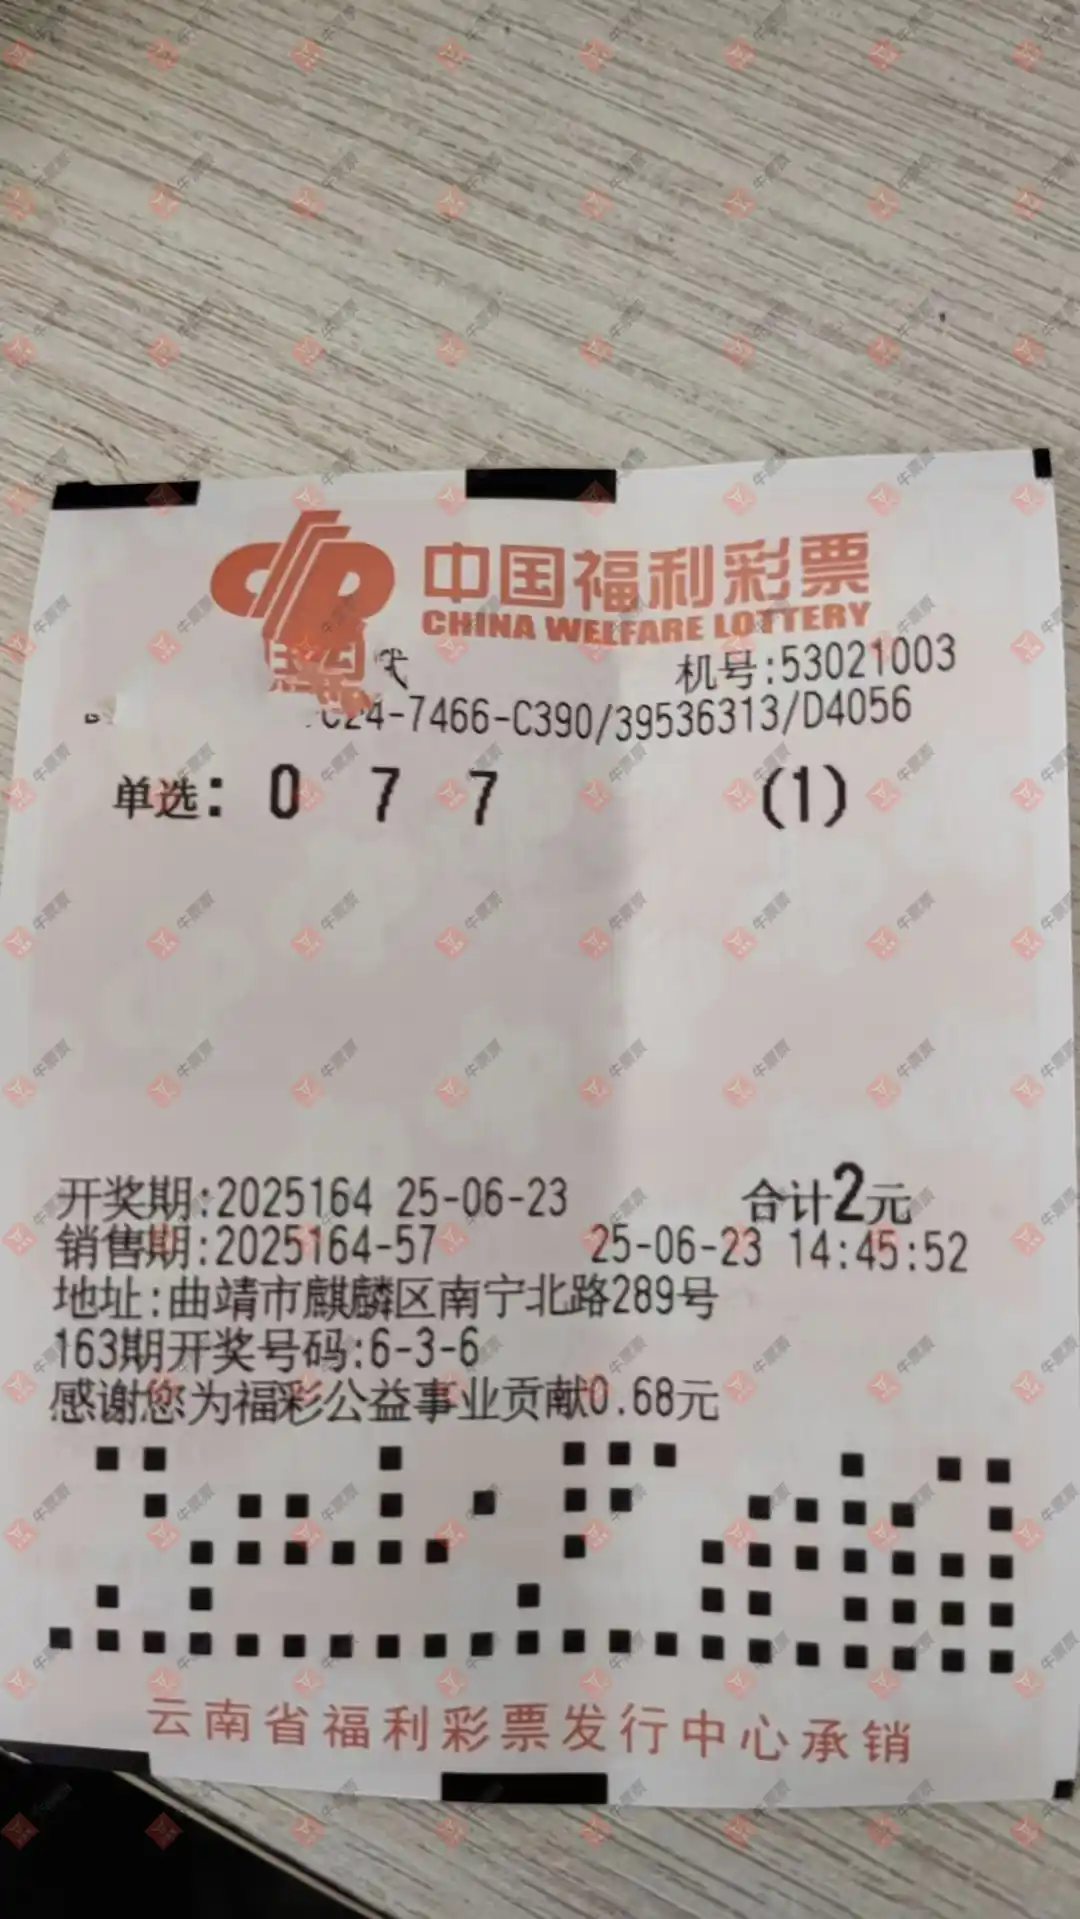 中国福利彩票
CHINA WELFARE LOTTERY
式 机号:53021003
C24-7466-C390/39536313/D4056
单选: 0 7 7 (1)
开奖期:2025164 25-06-23 合计2元
销售期:2025164-57 25-06-23 14:45:52
地址:曲靖市麒麟区南宁北路289号
163期开奖号码:6-3-6
感谢您为福彩公益事业贡献0.68元
云南省福利彩票发行中心承销